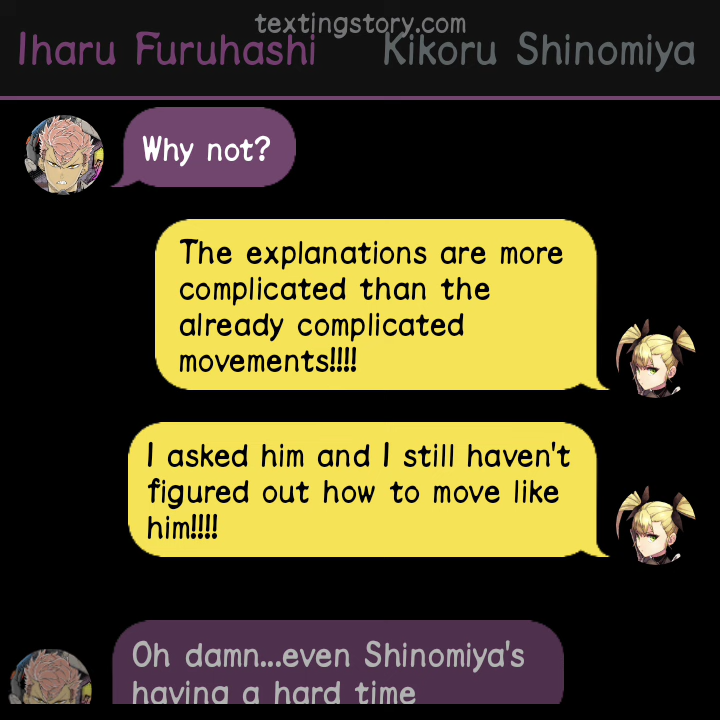 textingstory.com
Iharu Furuhashi Kikoru Shinomiya
Why not?
The explanations are more
complicated than the
already complicated
movements!!!!
I asked him and I still haven't
figured out how to move like
him!!!!
Oh damn...even Shinomiya's
having a hard time